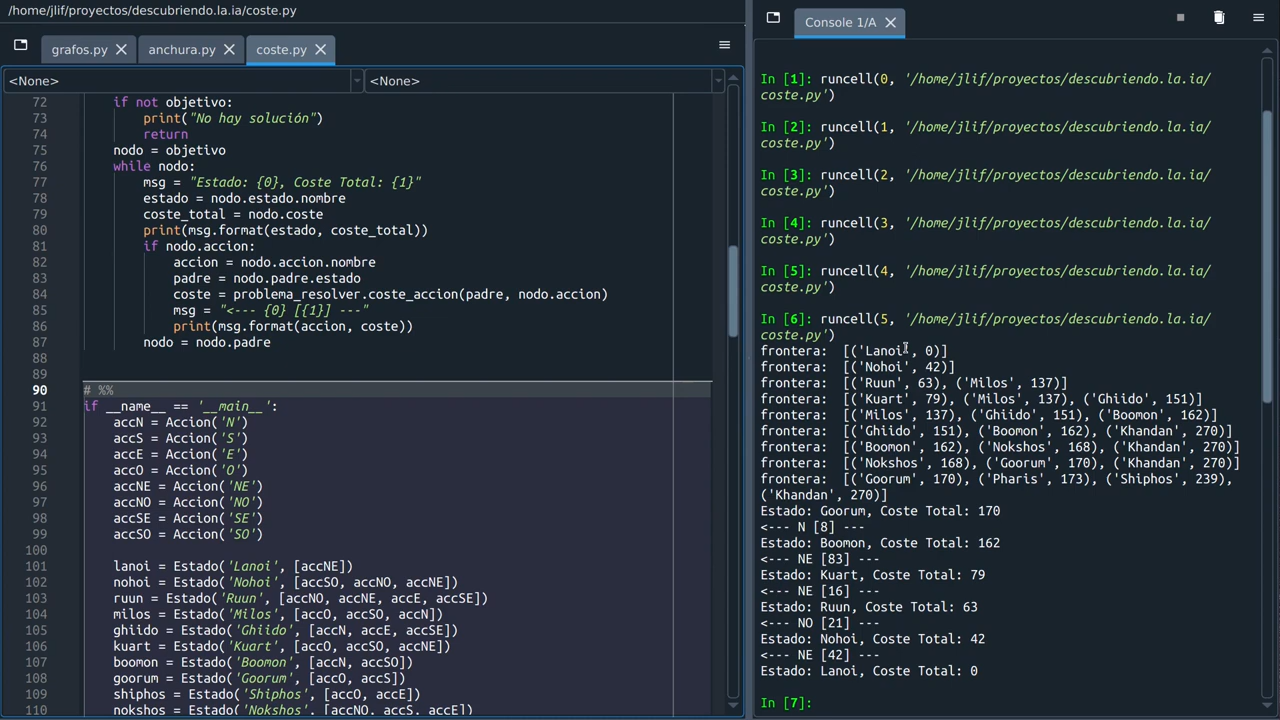 /home/jlif/proyectos/descubriendo.la.ia/coste.py
grafos.py
anchura.py
coste.py
<None>
<None>
72 if not objetivo:
73 print("No hay solución")
74 return
75 nodo = objetivo
76 while nodo:
77 msg = "Estado: {0}, Coste Total: {1}"
78 estado = nodo.estado.nombre
79 coste_total = nodo.coste
80 print(msg.format(estado, coste_total))
81 if nodo.accion:
82 accion = nodo.accion.nombre
83 padre = nodo.padre.estado
84 coste = problema_resolver.coste_accion(padre, nodo.accion)
85 msg = "<--- {0} [{1}] ---"
86 print(msg.format(accion, coste))
87 nodo = nodo.padre
88
89
90 # %%
91 if __name__ == '__main__':
92 accN = Accion('N')
93 accS = Accion('S')
94 accE = Accion('E')
95 accO = Accion('O')
96 accNE = Accion('NE')
97 accNO = Accion('NO')
98 accSE = Accion('SE')
99 accSO = Accion('SO')
100
101 lanoi = Estado('Lanoi', [accNE])
102 nohoi = Estado('Nohoi', [accSO, accNO, accNE])
103 ruun = Estado('Ruun', [accNO, accNE, accE, accSE])
104 milos = Estado('Milos', [accO, accSO, accN])
105 ghiido = Estado('Ghiido', [accN, accE, accSE])
106 kuart = Estado('Kuart', [accO, accSO, accNE])
107 boomon = Estado('Boomon', [accN, accSO])
108 goorum = Estado('Goorum', [accO, accS])
109 shiphos = Estado('Shiphos', [accO, accE])
110 nokshos = Estado('Nokshos', [accNO, accS, accE])
Console 1/A
In [1]: runcell(0, '/home/jlif/proyectos/descubriendo.la.ia/
coste.py')
In [2]: runcell(1, '/home/jlif/proyectos/descubriendo.la.ia/
coste.py')
In [3]: runcell(2, '/home/jlif/proyectos/descubriendo.la.ia/
coste.py')
In [4]: runcell(3, '/home/jlif/proyectos/descubriendo.la.ia/
coste.py')
In [5]: runcell(4, '/home/jlif/proyectos/descubriendo.la.ia/
coste.py')
In [6]: runcell(5, '/home/jlif/proyectos/descubriendo.la.ia/
coste.py')
frontera: [('Lanoi', 0)]
frontera: [('Nohoi', 42)]
frontera: [('Ruun', 63), ('Milos', 137)]
frontera: [('Kuart', 79), ('Milos', 137), ('Ghiido', 151)]
frontera: [('Milos', 137), ('Ghiido', 151), ('Boomon', 162)]
frontera: [('Ghiido', 151), ('Boomon', 162), ('Khandan', 270)]
frontera: [('Boomon', 162), ('Nokshos', 168), ('Khandan', 270)]
frontera: [('Nokshos', 168), ('Goorum', 170), ('Khandan', 270)]
frontera: [('Goorum', 170), ('Pharis', 173), ('Shiphos', 239),
('Khandan', 270)]
Estado: Goorum, Coste Total: 170
<--- N [8] ---
Estado: Boomon, Coste Total: 162
<--- NE [83] ---
Estado: Kuart, Coste Total: 79
<--- NE [16] ---
Estado: Ruun, Coste Total: 63
<--- NO [21] ---
Estado: Nohoi, Coste Total: 42
<--- NE [42] ---
Estado: Lanoi, Coste Total: 0
In [7]: